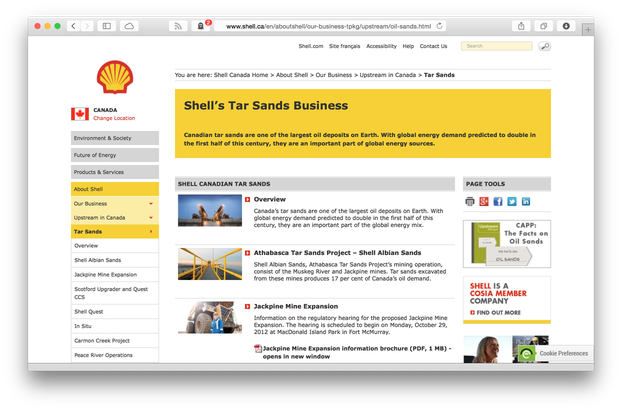 2
www.shell.ca/en/aboutshell/our-business-tpkg/upstream/oil-sands.html
Shell.com Site français Accessibility Help Contact Us
Search
You are here: Shell Canada Home > About Shell > Our Business > Upstream in Canada > Tar Sands
CANADA
Change Location
Environment & Society
Future of Energy
Products & Services
About Shell
Our Business
Upstream in Canada
Tar Sands
Overview
Shell Albian Sands
Jackpine Mine Expansion
Scotford Upgrader and Quest
CCS
Shell Quest
In Situ
Carmon Creek Project
Peace River Operations
Shell's Tar Sands Business
Canadian tar sands are one of the largest oil deposits on Earth. With global energy demand predicted to double in
the first half of this century, they are an important part of global energy sources.
SHELL CANADIAN TAR SANDS
Overview
Canada's tar sands are one of the largest oil deposits on Earth. With
global energy demand predicted to double in the first half of this
century, they are an important part of the global energy mix.
Athabasca Tar Sands Project – Shell Albian Sands
Shell Albian Sands, Athabasca Tar Sands Project's mining operation,
consist of the Muskeg River and Jackpine mines. Tar sands excavated
from these mines produces 17 per cent of Canada's oil demand.
Jackpine Mine Expansion
Information on the regulatory hearing for the proposed Jackpine Mine
Expansion. The hearing is scheduled to begin on Monday, October 29,
2012 at MacDonald Island Park in Fort McMurray.
Jackpine Mine Expansion information brochure (PDF, 1 MB) -
opens in new window
PAGE TOOLS
CAPP:
The Facts on
Oil Sands
OIL SANDS
SHELL IS A
COSIA MEMBER
COMPANY
FIND OUT MORE
Cookie Preferences